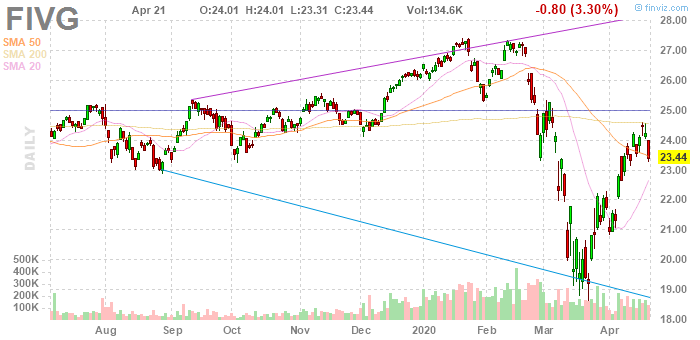 FIVG Apr 21 O:24.01 H:24.01 L:23.31 C:23.44 Vol:134.6K -0.80 (3.30%) © finviz.com
SMA 50
SMA 200
SMA 20
DAILY
28.00
27.00
26.00
25.00
24.00
23.44
23.00
22.00
21.00
20.00
19.00
18.00
500K
400K
300K
200K
100K
Aug Sep Oct Nov Dec 2020 Feb Mar Apr